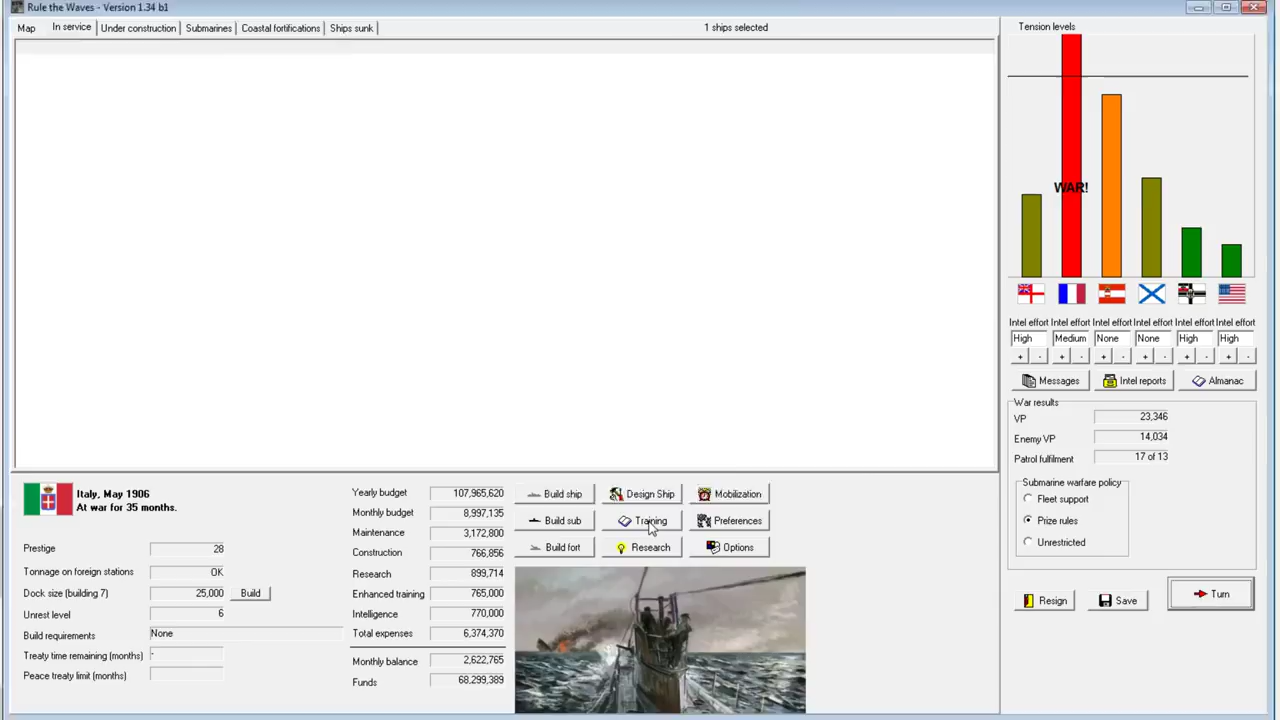 Rule the Waves - Version 1.34 b1
Map In service Under construction Submarines Coastal fortifications Ships sunk 1 ships selected
Tension levels
WAR!
Intel effort Intel effort Intel effort Intel effort Intel effort Intel effort
High Medium None None High High
+ - + - + - + - + - + -
Messages Intel reports Almanac
War results
VP 23,346
Enemy VP 14,034
Patrol fulfilment 17 of 13
Submarine warfare policy
Fleet support
Prize rules
Unrestricted
Resign Save Turn
Italy, May 1906
At war for 35 months.
Prestige 28
Tonnage on foreign stations OK
Dock size (building 7) 25,000 Build
Unrest level 6
Build requirements None
Treaty time remaining (months) -
Peace treaty limit (months)
Yearly budget 107,965,620
Monthly budget 8,997,135
Maintenance 3,172,800
Construction 766,856
Research 899,714
Enhanced training 765,000
Intelligence 770,000
Total expenses 6,374,370
Monthly balance 2,622,765
Funds 68,299,389
Build ship Design Ship Mobilization
Build sub Training Preferences
Build fort Research Options